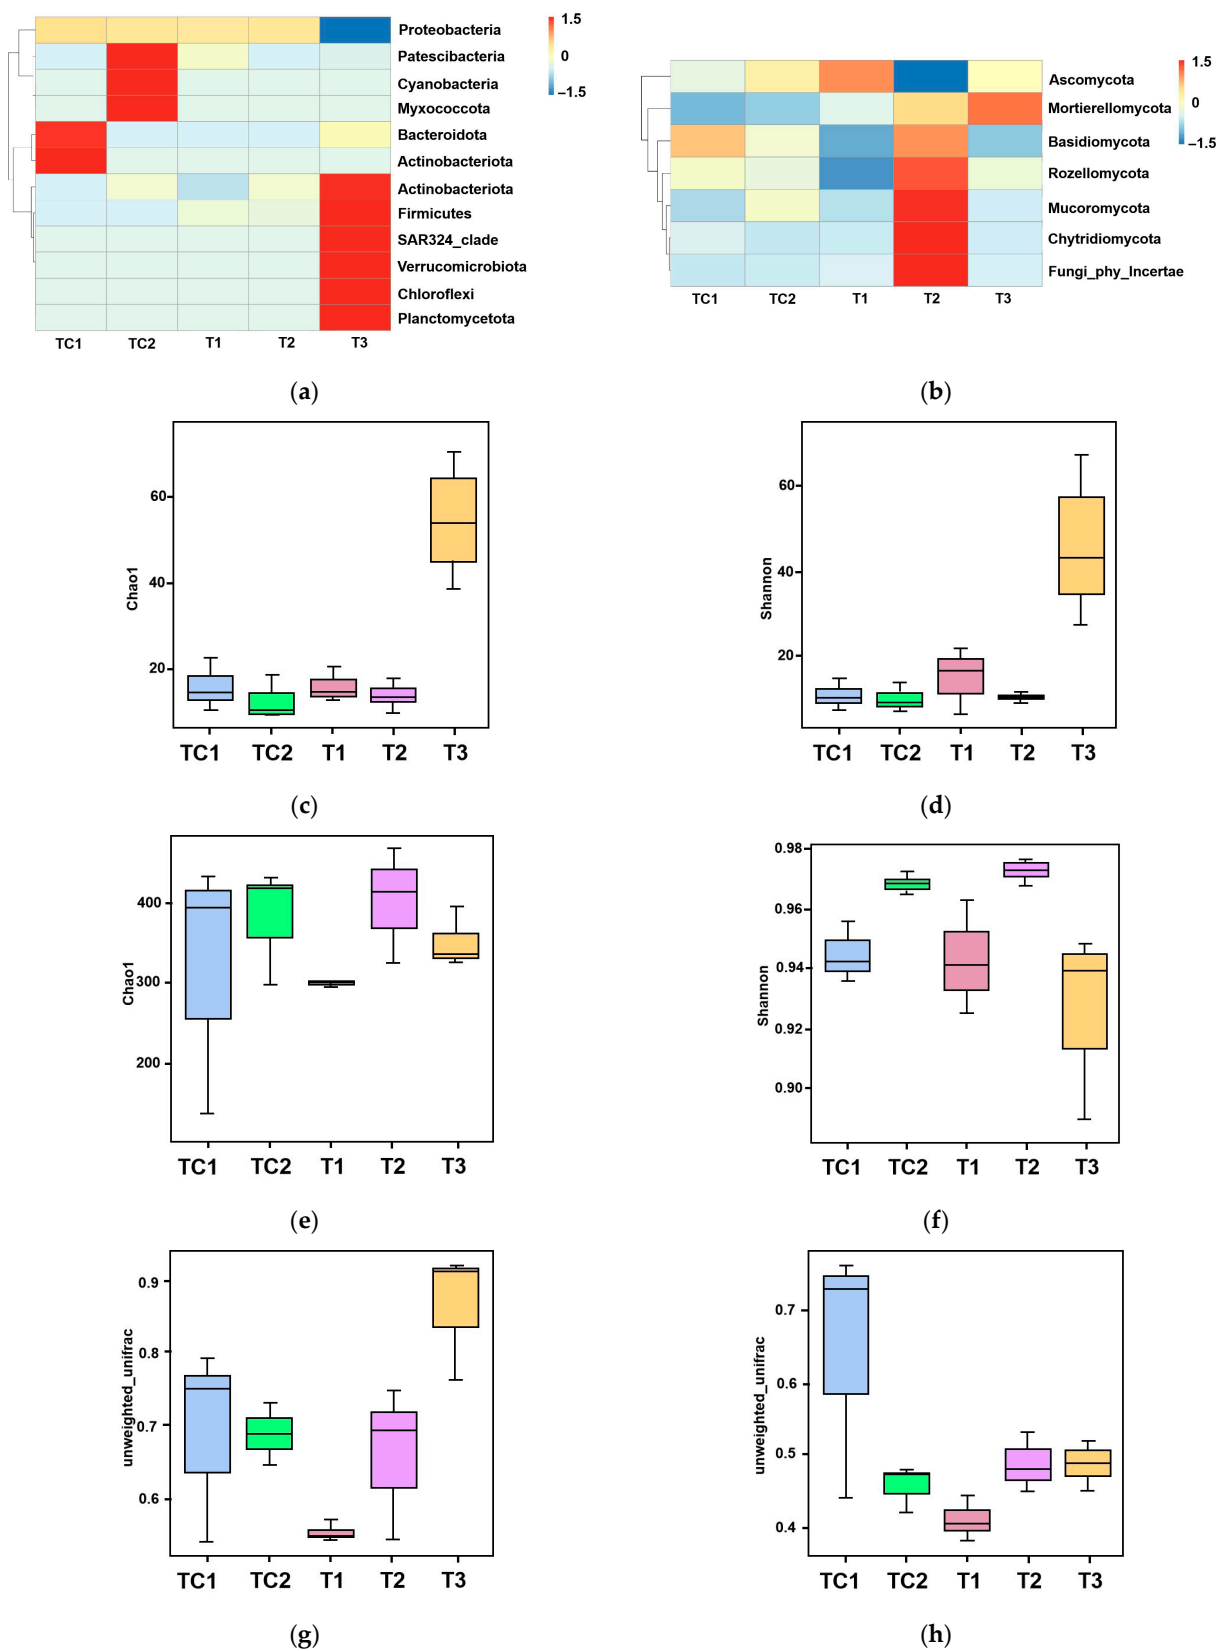 Proteobacteria
Patescibacteria
Cyanobacteria
Myxococcota
Bacteroidota
Actinobacteriota
Actinobacteriota
Firmicutes
SAR324_clade
Verrucomicrobiota
Chloroflexi
Planctomycetota
1.5
0
−1.5
TC1 TC2 T1 T2 T3
(a)
Ascomycota
Mortierellomycota
Basidiomycota
Rozellomycota
Mucoromycota
Chytridiomycota
Fungi_phy_Incertae
1.5
0
−1.5
TC1 TC2 T1 T2 T3
(b)
Chao1
60
40
20
TC1 TC2 T1 T2 T3
(c)
Shannon
60
40
20
TC1 TC2 T1 T2 T3
(d)
Chao1
400
300
200
TC1 TC2 T1 T2 T3
(e)
Shannon
0.98
0.96
0.94
0.92
0.90
TC1 TC2 T1 T2 T3
(f)
unweighted_unifrac
0.9
0.8
0.7
0.6
TC1 TC2 T1 T2 T3
(g)
unweighted_unifrac
0.7
0.6
0.5
0.4
TC1 TC2 T1 T2 T3
(h)